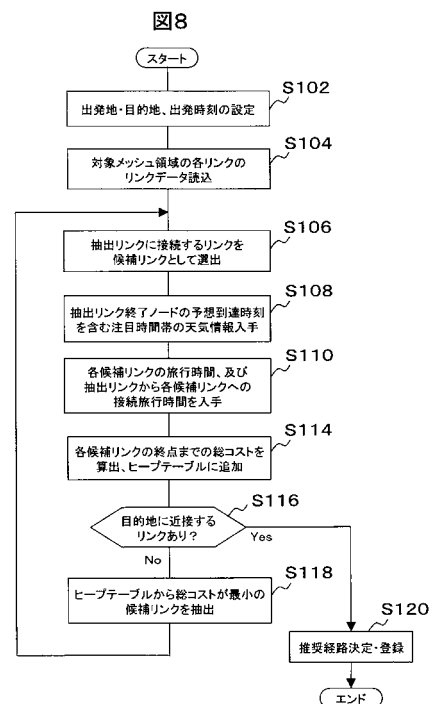 図8
スタート
S102
出発地・目的地、出発時刻の設定
S104
対象メッシュ領域の各リンクの
リンクデータ読込
S106
抽出リンクに接続するリンクを
候補リンクとして選出
S108
抽出リンク終了ノードの予想到達時刻
を含む注目時間帯の天気情報入手
S110
各候補リンクの旅行時間、及び
抽出リンクから各候補リンクへの
接続旅行時間を入手
S114
各候補リンクの終点までの総コストを
算出、ヒープテーブルに追加
S116
目的地に近接する
リンクあり?
Yes
No
S118
ヒープテーブルから総コストが最小の
候補リンクを抽出
S120
推奨経路決定・登録
エンド